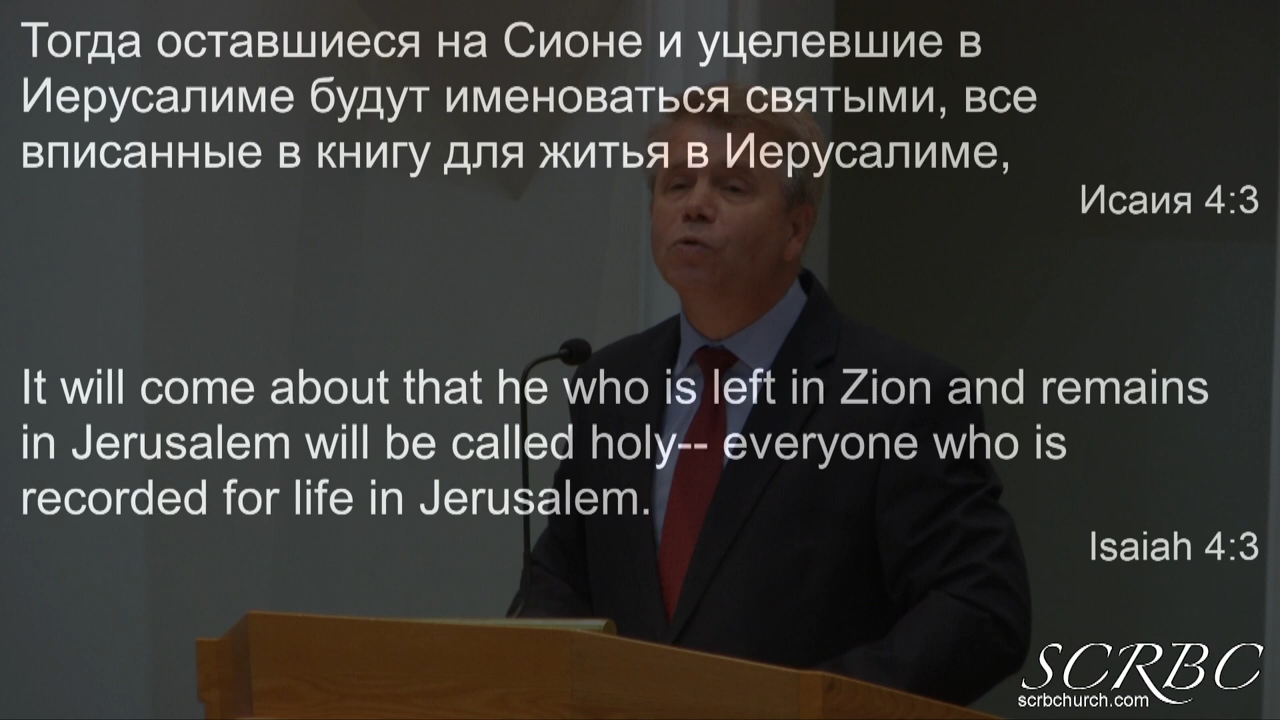 Тогда оставшиеся на Сионе и уцелевшие в
Иерусалиме будут именоваться святыми, все
вписанные в книгу для житья в Иерусалиме,
Исаия 4:3
It will come about that he who is left in Zion and remains
in Jerusalem will be called holy-- everyone who is
recorded for life in Jerusalem.
Isaiah 4:3
SCRBC
scrbchurch.com